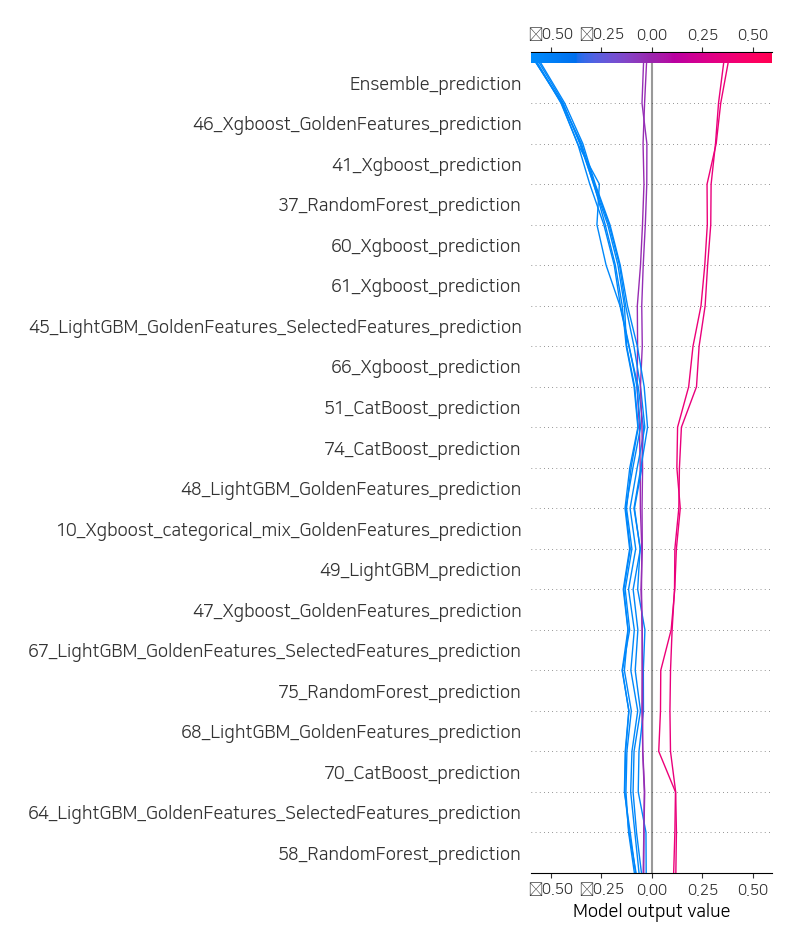 0.50 0.25 0.00 0.25 0.50
Ensemble_prediction
46_Xgboost_GoldenFeatures_prediction
41_Xgboost_prediction
37_RandomForest_prediction
60_Xgboost_prediction
61_Xgboost_prediction
45_LightGBM_GoldenFeatures_SelectedFeatures_prediction
66_Xgboost_prediction
51_CatBoost_prediction
74_CatBoost_prediction
48_LightGBM_GoldenFeatures_prediction
10_Xgboost_categorical_mix_GoldenFeatures_prediction
49_LightGBM_prediction
47_Xgboost_GoldenFeatures_prediction
67_LightGBM_GoldenFeatures_SelectedFeatures_prediction
75_RandomForest_prediction
68_LightGBM_GoldenFeatures_prediction
70_CatBoost_prediction
64_LightGBM_GoldenFeatures_SelectedFeatures_prediction
58_RandomForest_prediction
0.50 0.25 0.00 0.25 0.50
Model output value